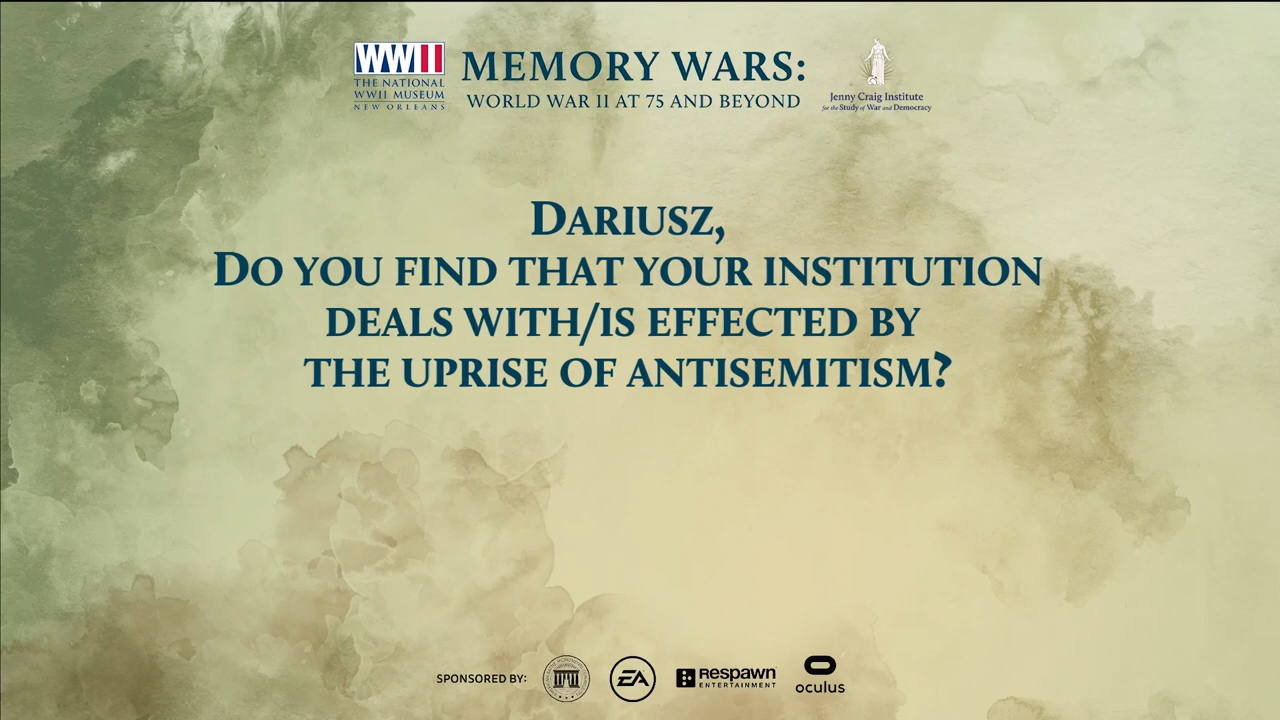 WWII
THE NATIONAL
WWII MUSEUM
NEW ORLEANS
MEMORY WARS:
WORLD WAR II AT 75 AND BEYOND
Jenny Craig Institute
for the Study of War and Democracy
DARIUSZ,
DO YOU FIND THAT YOUR INSTITUTION
DEALS WITH/IS EFFECTED BY
THE UPRISE OF ANTISEMITISM?
SPONSORED BY:
EA
RESPAWN
ENTERTAINMENT
oculus